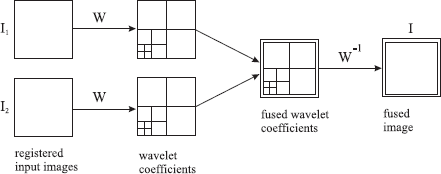 I₁
W
I₂
W
W⁻¹
I
registered
input images
wavelet
coefficients
fused wavelet
coefficients
fused
image